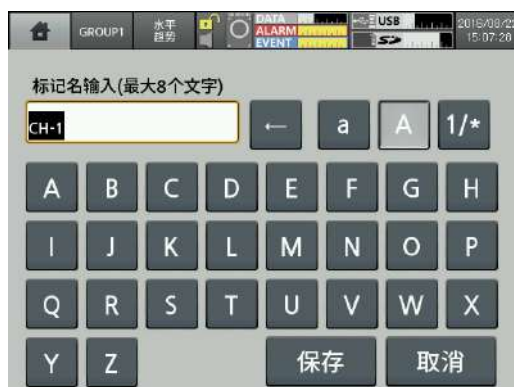 GROUP1 水平 DATA USB 2016/08/22
趋势 ALARM SD 15:07:20
EVENT
标记名输入(最大8个文字)
CH-1 ← a A 1/*
A B C D E F G H
I J K L M N O P
Q R S T U V W X
Y Z 保存 取消